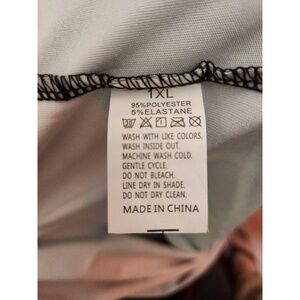 1XL
95%POLYESTER
5%ELASTANE
WASH WITH LIKE COLORS.
WASH INSIDE OUT.
MACHINE WASH COLD.
GENTLE CYCLE.
DO NOT BLEACH.
LINE DRY IN SHADE.
DO NOT DRY CLEAN.
MADE IN CHINA